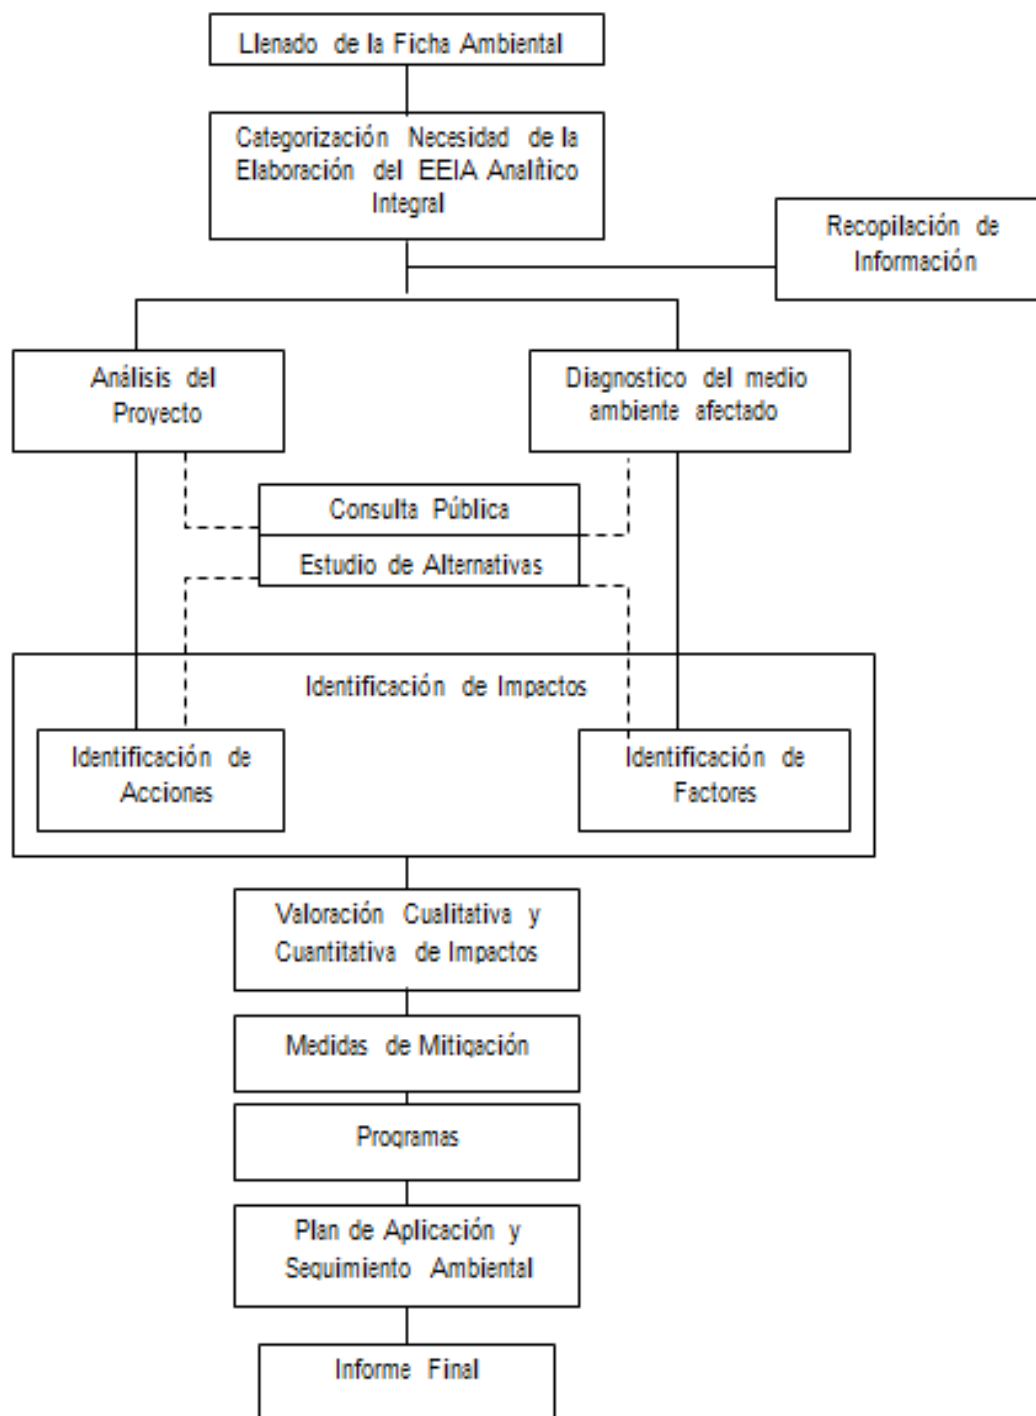 Llenado de la Ficha Ambiental
Categorización Necesidad de la
Elaboración del EEIA Analítico
Integral
Recopilación de
Información
Análisis del
Proyecto
Diagnostico del medio
ambiente afectado
Consulta Pública
Estudio de Alternativas
Identificación de Impactos
Identificación de
Acciones
Identificación de
Factores
Valoración Cualitativa y
Cuantitativa de Impactos
Medidas de Mitigación
Programas
Plan de Aplicación y
Seguimiento Ambiental
Informe Final